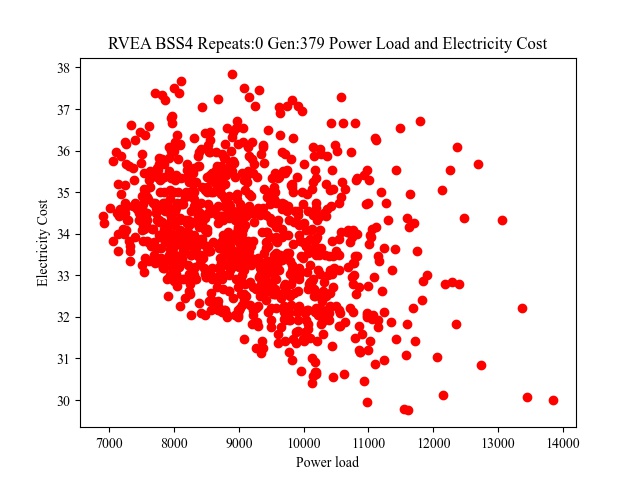 RVEA BSS4 Repeats:0 Gen:379 Power Load and Electricity Cost
38
37
36
35
34
33
32
31
30
Electricity Cost
7000 8000 9000 10000 11000 12000 13000 14000
Power load